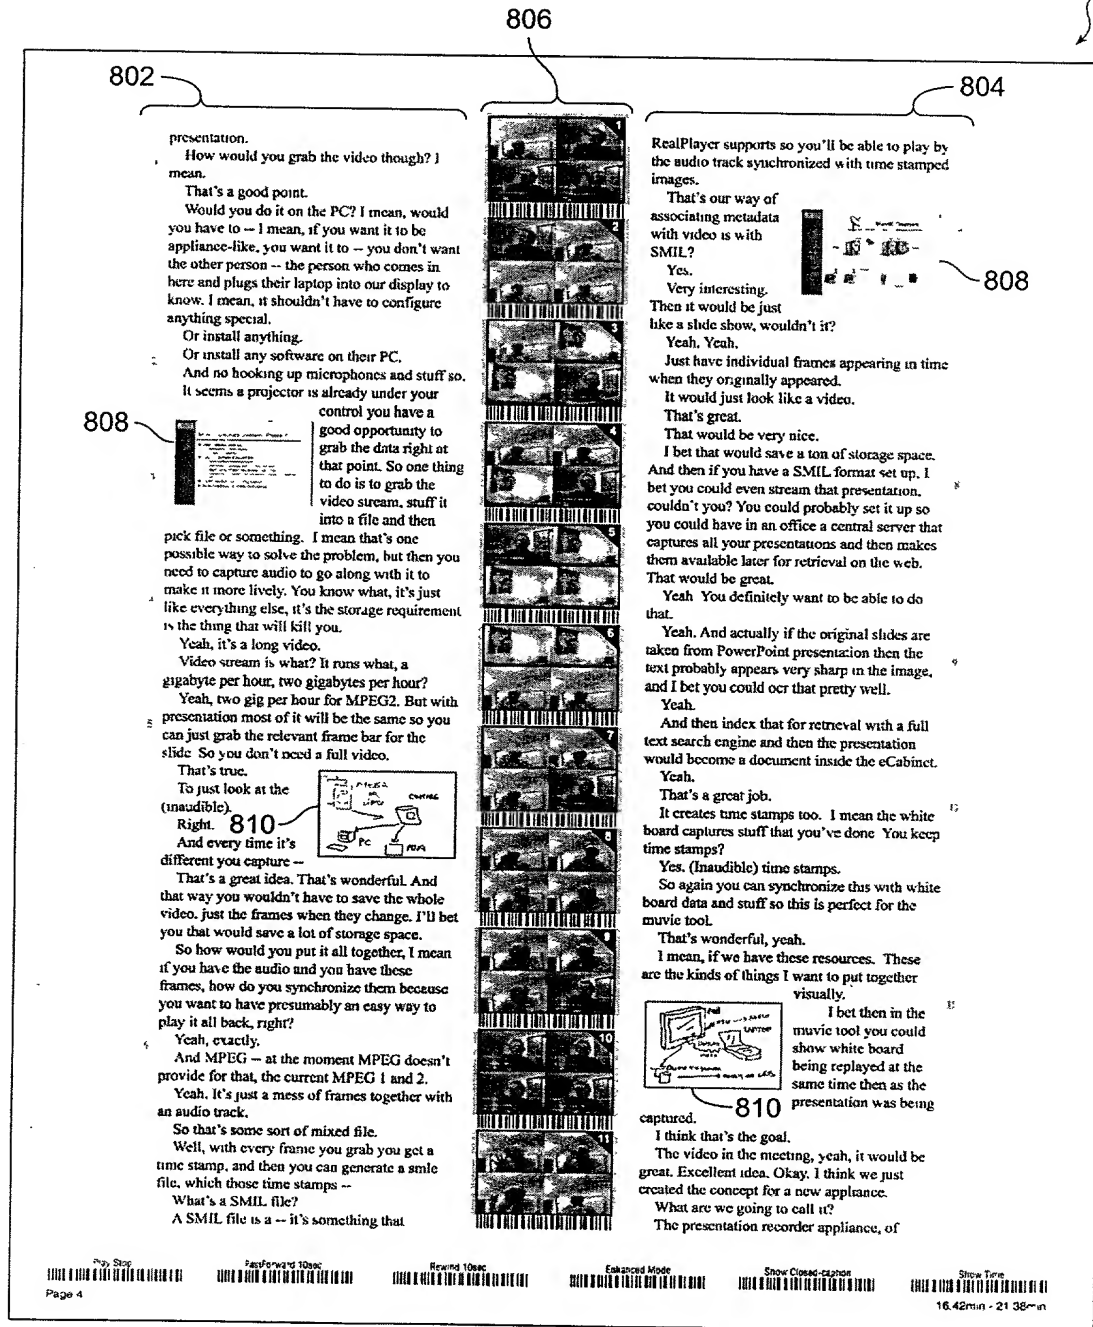 806
802
804
presentation.
How would you grab the video though? I
mean.
That's a good point.
Would you do it on the PC? I mean, would
you have to -- I mean, if you want it to be
appliance-like, you want it to -- you don't want
the other person -- the person who comes in
here and plugs their laptop into our display to
know. I mean, it shouldn't have to configure
anything special.
Or install anything.
Or install any software on their PC.
And no hooking up microphones and stuff so.
It seems a projector is already under your
control you have a
808
good opportunity to
grab the data right at
that point. So one thing
to do is to grab the
video stream, stuff it
into a file and then
pick file or something. I mean that's one
possible way to solve the problem, but then you
need to capture audio to go along with it to
make it more lively. You know what, it's just
like everything else, it's the storage requirement
is the thing that will kill you.
Yeah, it's a long video.
Video stream is what? It runs what, a
gigabyte per hour, two gigabytes per hour?
Yeah, two gig per hour for MPEG2. But with
presentation most of it will be the same so you
can just grab the relevant frame bar for the
slide. So you don't need a full video.
That's true.
To just look at the
(inaudible).
Right.
810
PC
PDA
And every time it's
different you capture --
That's a great idea. That's wonderful. And
that way you wouldn't have to save the whole
video, just the frames when they change. I'll bet
you that would save a lot of storage space.
So how would you put it all together, I mean
if you have the audio and you have these
frames, how do you synchronize them because
you want to have presumably an easy way to
play it all back, right?
Yeah, exactly.
And MPEG -- at the moment MPEG doesn't
provide for that, the current MPEG 1 and 2.
Yeah. It's just a mess of frames together with
an audio track.
So that's some sort of mixed file.
Well, with every frame you grab you get a
time stamp, and then you can generate a smle
file, which those time stamps --
What's a SMIL file?
A SMIL file is a -- it's something that
1
2
3
4
5
6
7
8
9
10
11
RealPlayer supports so you'll be able to play by
the audio track synchronized with time stamped
images.
That's our way of
associating metadata
with video is with
SMIL?
808
Yes.
Very interesting.
Then it would be just
like a slide show, wouldn't it?
Yeah, Yeah.
Just have individual frames appearing in time
when they originally appeared.
It would just look like a video.
That's great.
That would be very nice.
I bet that would save a ton of storage space.
And then if you have a SMIL format set up, I
bet you could even stream that presentation,
couldn't you? You could probably set it up so
you could have in an office a central server that
captures all your presentations and then makes
them available later for retrieval on the web.
That would be great.
Yeah You definitely want to be able to do
that.
Yeah. And actually if the original slides are
taken from PowerPoint presentation then the
text probably appears very sharp in the image,
and I bet you could ocr that pretty well.
Yeah.
And then index that for retrieval with a full
text search engine and then the presentation
would become a document inside the eCabinet.
Yeah.
That's a great job.
It creates time stamps too. I mean the white
board captures stuff that you've done You keep
time stamps?
Yes. (Inaudible) time stamps.
So again you can synchronize this with white
board data and stuff so this is perfect for the
muvie tool.
That's wonderful, yeah.
I mean, if we have these resources. These
are the kinds of things I want to put together
visually.
LAPTOP
810
I bet then in the
muvic tool you could
show white board
being replayed at the
same time then as the
presentation was being
captured.
I think that's the goal.
The video in the meeting, yeah, it would be
great. Excellent idea. Okay. I think we just
created the concept for a new appliance.
What are we going to call it?
The presentation recorder appliance, of
Play Stop
FastForward 10sec
Rewind 10sec
Enhanced Mode
Show Closed-caption
Show Time
Page 4
16.42min - 21 38min